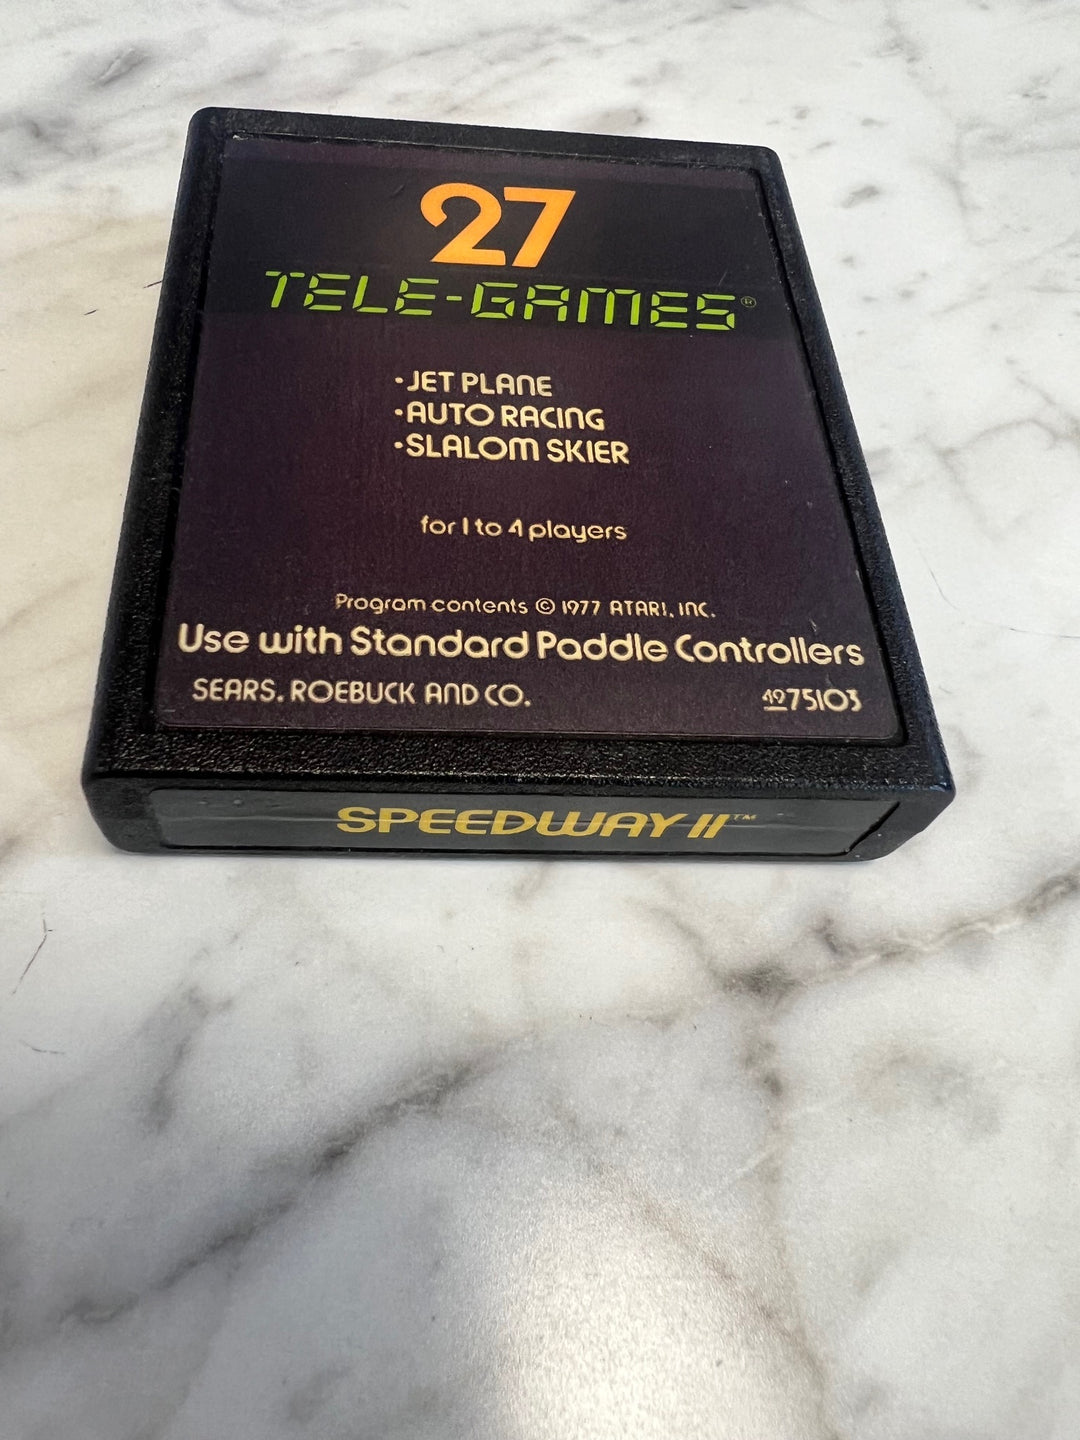 27
TELE-GAMES®
•JET PLANE
•AUTO RACING
•SLALOM SKIER
for 1 to 4 players
Program contents © 1977 ATARI, INC.
Use with Standard Paddle Controllers
SEARS, ROEBUCK AND CO. 4975103
SPEEDWAY II™